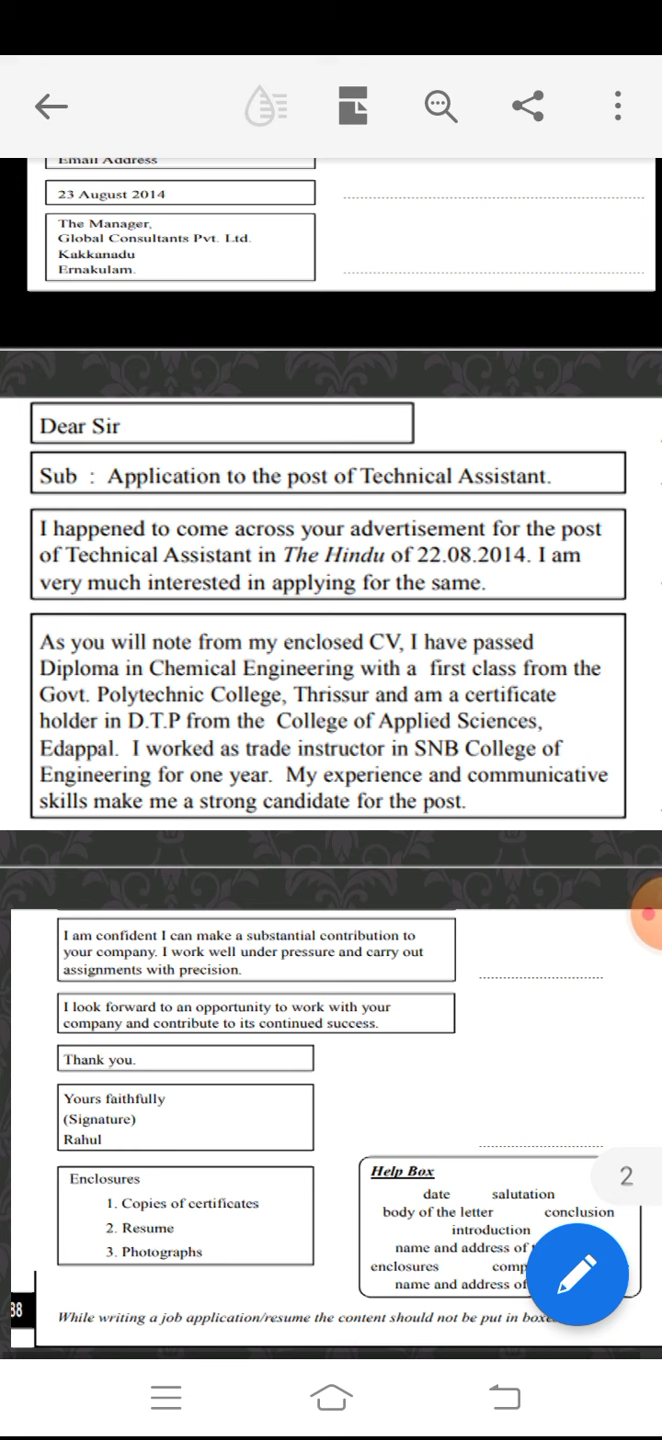 Email Address
23 August 2014
The Manager,
Global Consultants Pvt. Ltd.
Kakkanadu
Ernakulam.
Dear Sir
Sub : Application to the post of Technical Assistant.
I happened to come across your advertisement for the post
of Technical Assistant in The Hindu of 22.08.2014. I am
very much interested in applying for the same.
As you will note from my enclosed CV, I have passed
Diploma in Chemical Engineering with a first class from the
Govt. Polytechnic College, Thrissur and am a certificate
holder in D.T.P from the College of Applied Sciences,
Edappal. I worked as trade instructor in SNB College of
Engineering for one year. My experience and communicative
skills make me a strong candidate for the post.
I am confident I can make a substantial contribution to
your company. I work well under pressure and carry out
assignments with precision.
I look forward to an opportunity to work with your
company and contribute to its continued success.
Thank you.
Yours faithfully
(Signature)
Rahul
Enclosures
1. Copies of certificates
2. Resume
3. Photographs
Help Box
date salutation
body of the letter conclusion
introduction
name and address of
enclosures comp
name and address of
2
38
While writing a job application/resume the content should not be put in